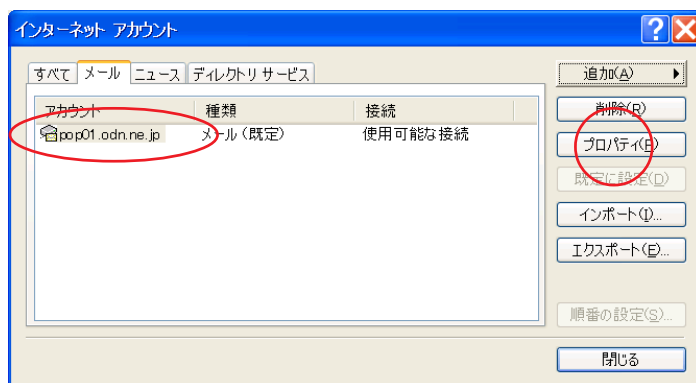 インターネット アカウント
すべて メール ニュース ディレクトリ サービス
アカウント 種類 接続
pop01.odn.ne.jp メール（既定） 使用可能な接続
追加(A)
削除(R)
プロパティ(P)
既定に設定(D)
インポート(I)...
エクスポート(E)...
順番の設定(S)...
閉じる